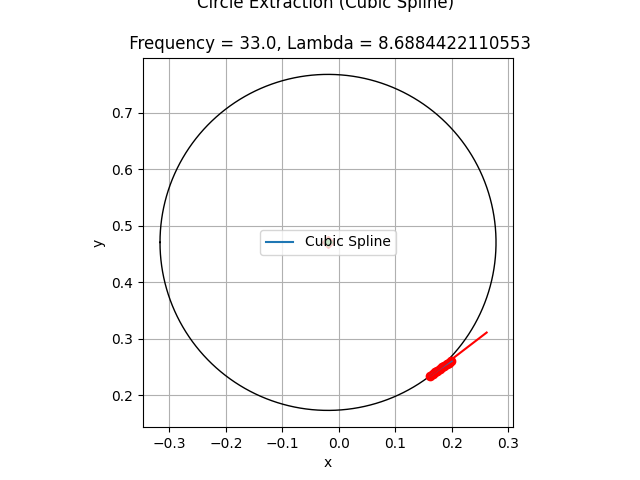 Circle Extraction (Cubic Spline)
Frequency = 33.0, Lambda = 8.6884422110553
0.7
0.6
0.5
0.4
0.3
0.2
y
Cubic Spline
−0.3 −0.2 −0.1 0.0 0.1 0.2 0.3
x